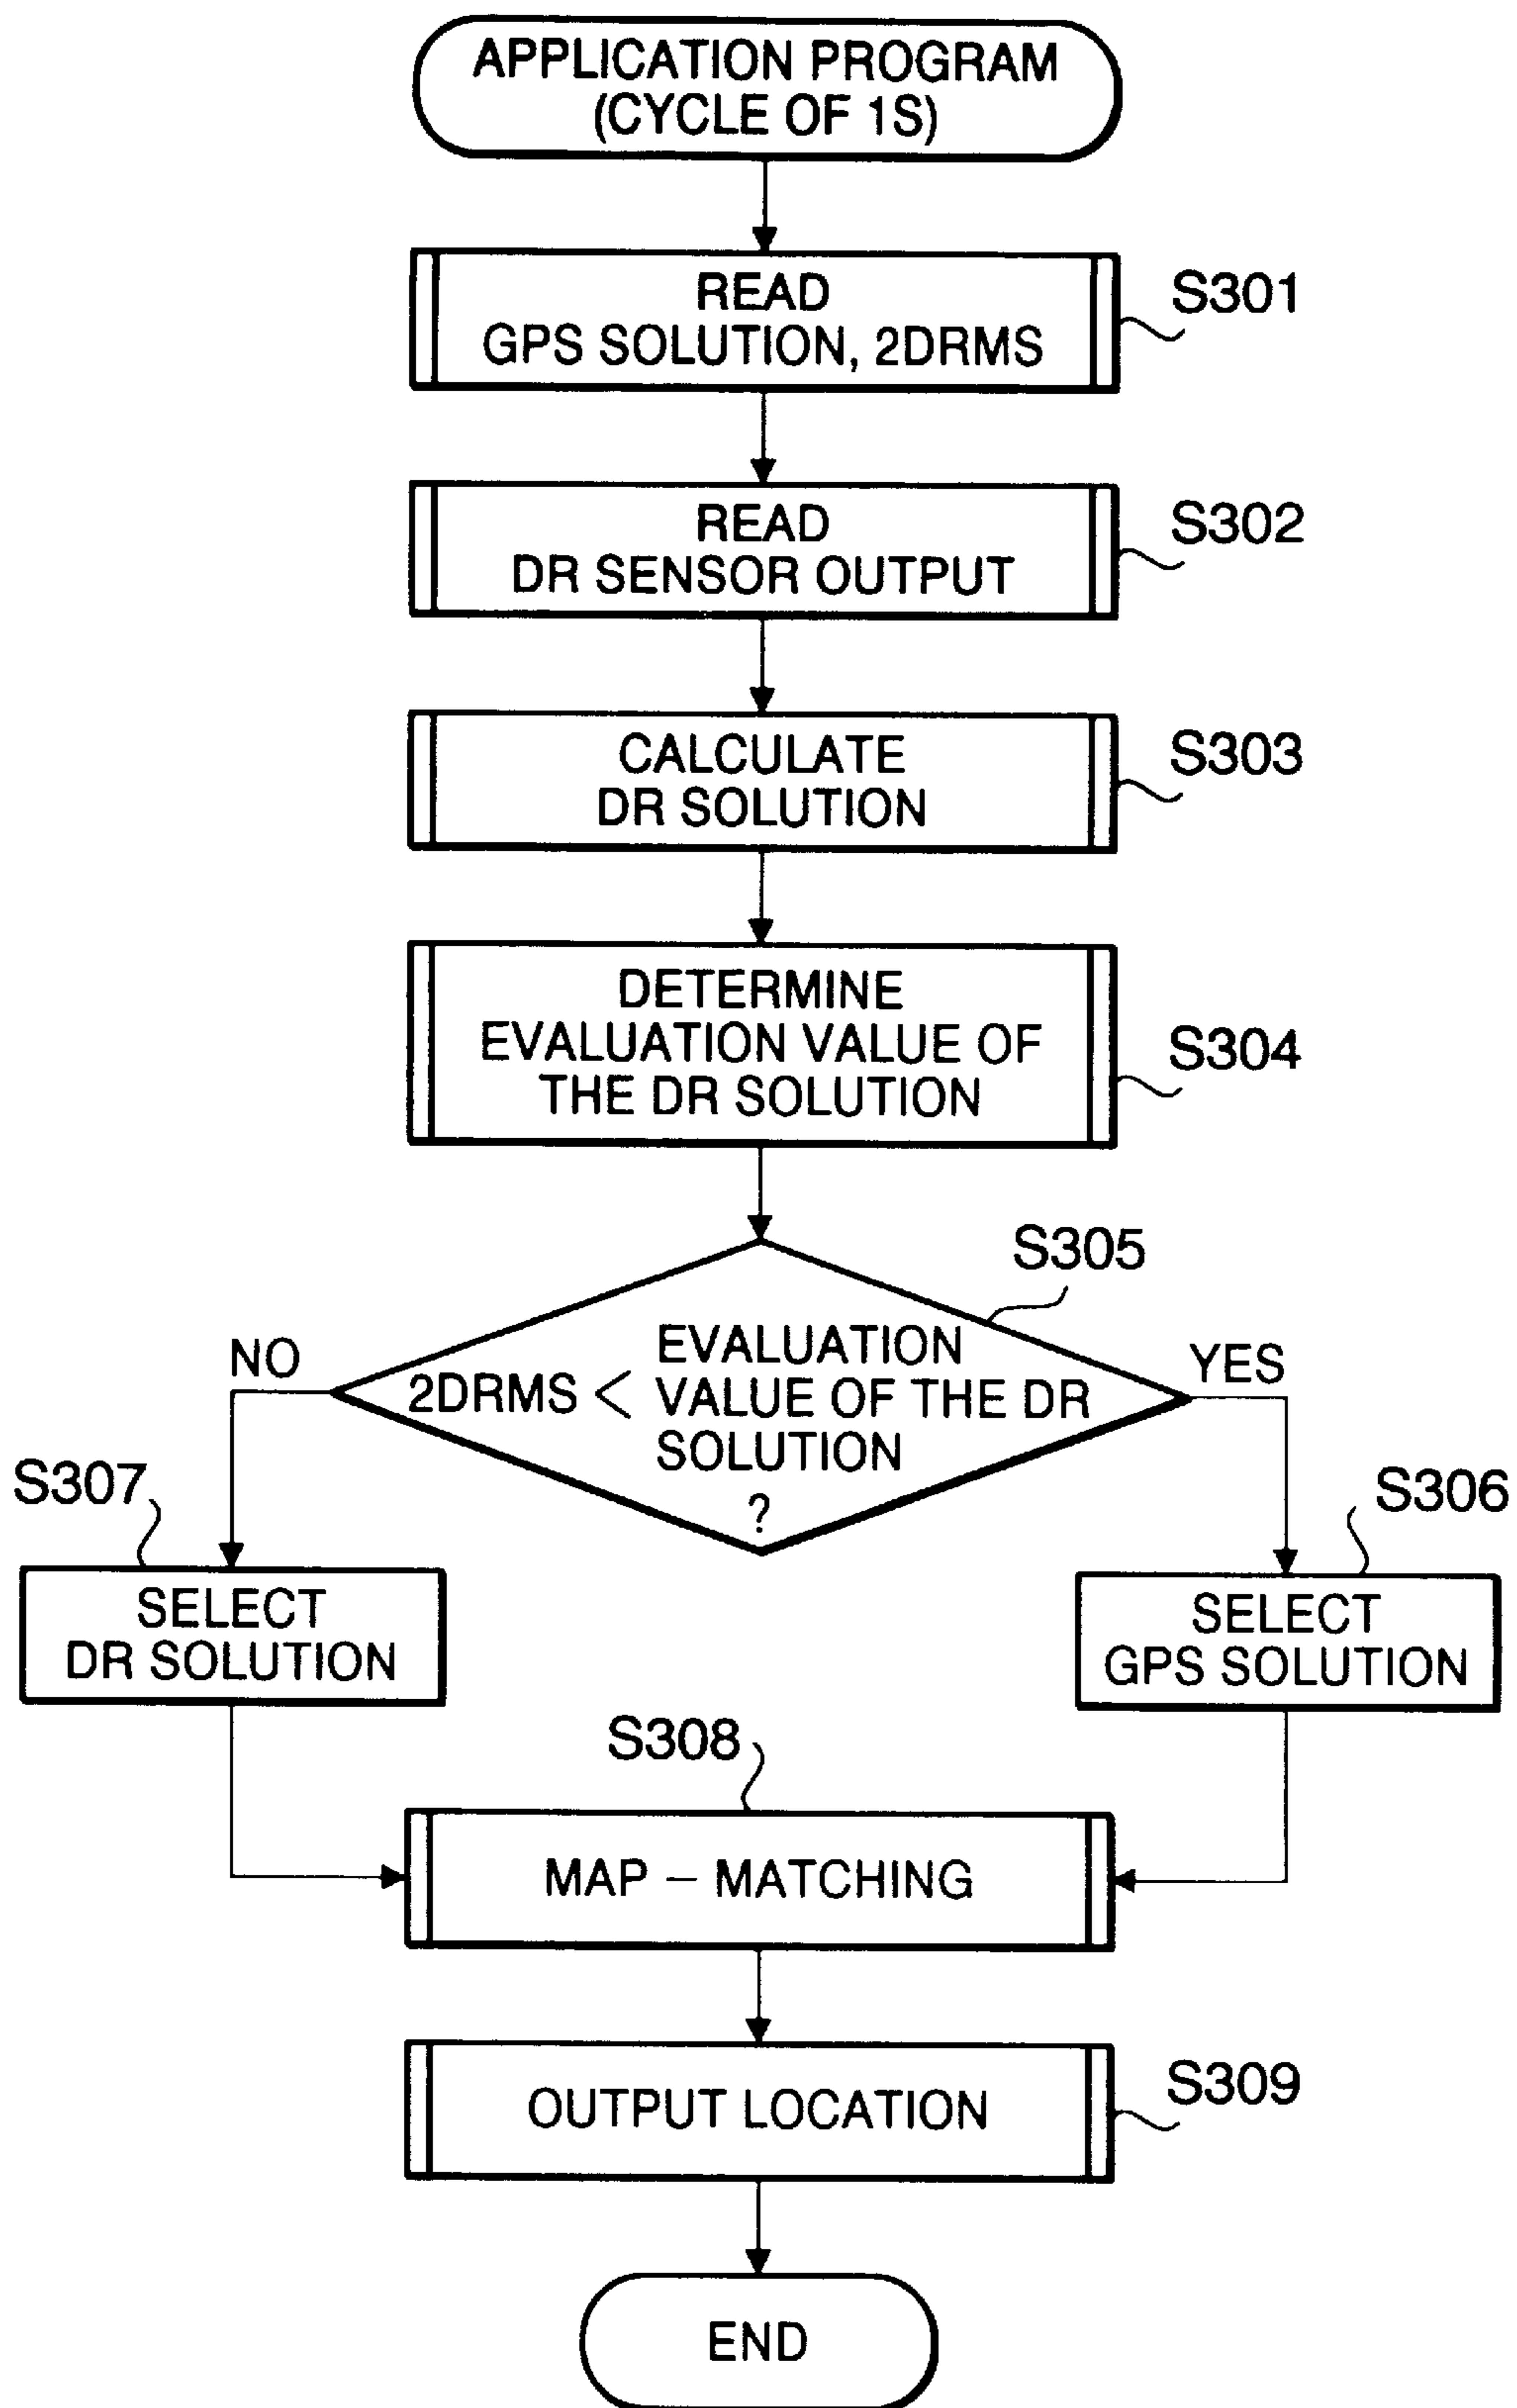 APPLICATION PROGRAM
(CYCLE OF 1S)
READ
GPS SOLUTION, 2DRMS
S301
READ
DR SENSOR OUTPUT
S302
CALCULATE
DR SOLUTION
S303
DETERMINE
EVALUATION VALUE OF
THE DR SOLUTION
S304
S305
NO
2DRMS <
EVALUATION
VALUE OF THE DR
SOLUTION
?
YES
S307
SELECT
DR SOLUTION
S306
SELECT
GPS SOLUTION
S308
MAP – MATCHING
OUTPUT LOCATION
S309
END